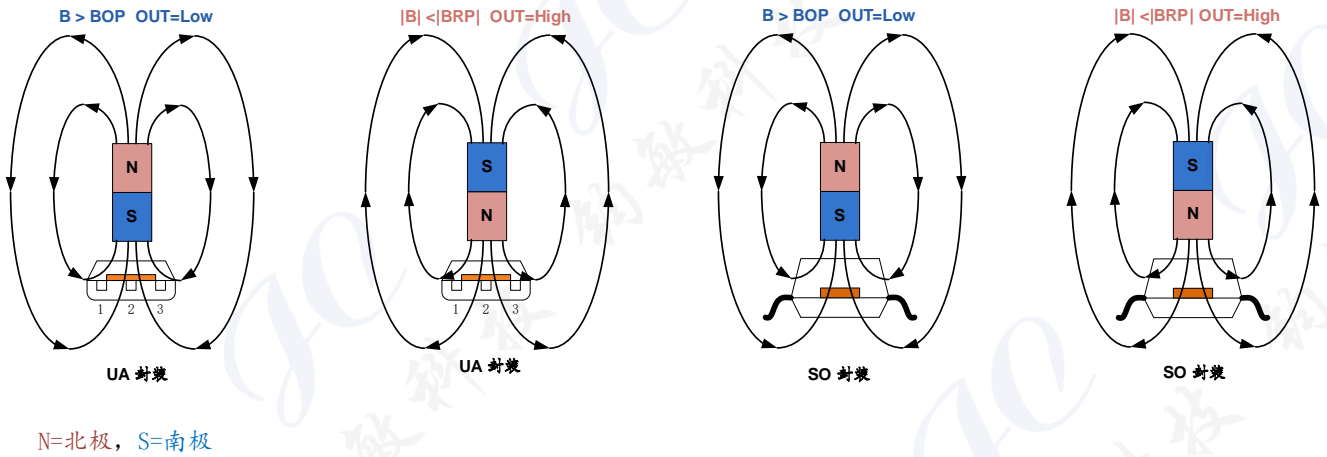 B > BOP OUT=Low
|B| <|BRP| OUT=High
B > BOP OUT=Low
|B| <|BRP| OUT=High
N
S
S
N
N
S
S
N
1 2 3
1 2 3
UA 封装
UA 封装
SO 封装
SO 封装
N=北极，S=南极